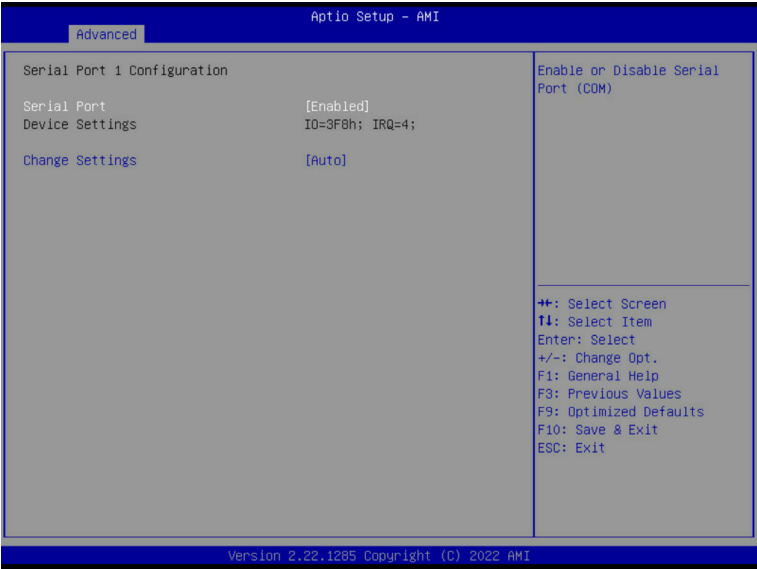 Aptio Setup – AMI
Advanced
Serial Port 1 Configuration
Serial Port [Enabled]
Device Settings IO=3F8h; IRQ=4;
Change Settings [Auto]
Enable or Disable Serial
Port (COM)
→←: Select Screen
↑↓: Select Item
Enter: Select
+/-: Change Opt.
F1: General Help
F3: Previous Values
F9: Optimized Defaults
F10: Save & Exit
ESC: Exit
Version 2.22.1285 Copyright (C) 2022 AMI